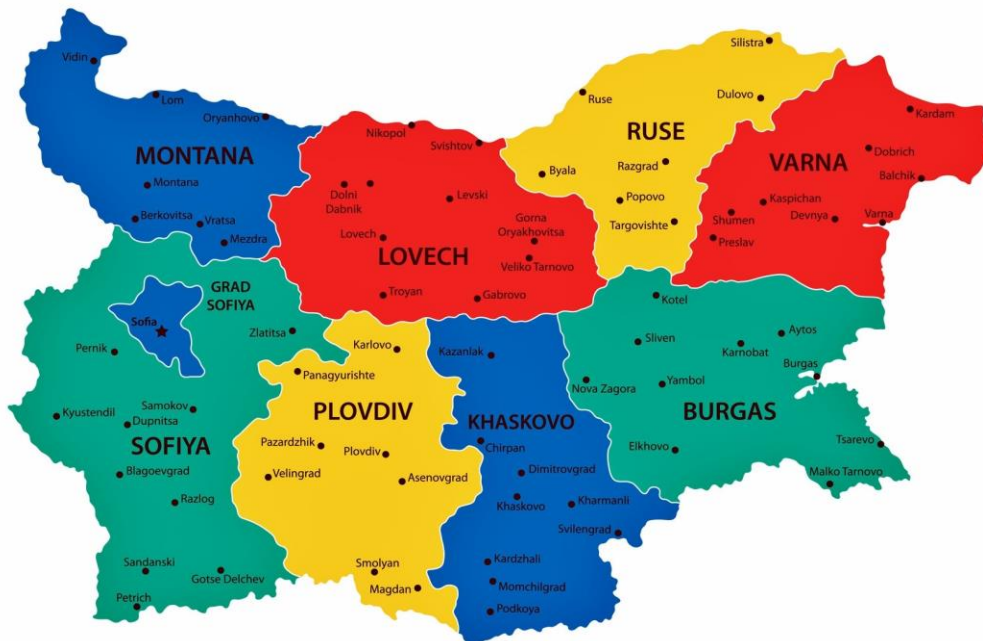 Vidin
Lom
Oryanhovo
MONTANA
Montana
Berkovitsa
Vratsa
Mezdra
Nikopol
Svishtov
Dolni
Dabnik
Levski
Gorna
Oryakhovitsa
Lovech
LOVECH
Veliko Tarnovo
Troyan
Gabrovo
Silistra
Ruse
Dulovo
RUSE
Byala
Razgrad
Popovo
Targovishte
Kardam
VARNA
Dobrich
Balchik
Kaspichan
Shumen
Devnya
Varna
Preslav
GRAD
SOFIYA
Sofia
Zlatitsa
Pernik
Kyustendil
Samokov
Dupnitsa
SOFIYA
Blagoevgrad
Razlog
Sandanski
Gotse Delchev
Petrich
Karlovo
Panagyurishte
PLOVDIV
Pazardzhik
Plovdiv
Velingrad
Asenovgrad
Smolyan
Magdan
Kazanlak
KHASKOVO
Chirpan
Dimitrovgrad
Khaskovo
Kharmanli
Svilengrad
Kardzhali
Momchilgrad
Podkoya
Kotel
Sliven
Aytos
Karnobat
Burgas
Nova Zagora
Yambol
BURGAS
Elkhovo
Tsarevo
Malko Tarnovo